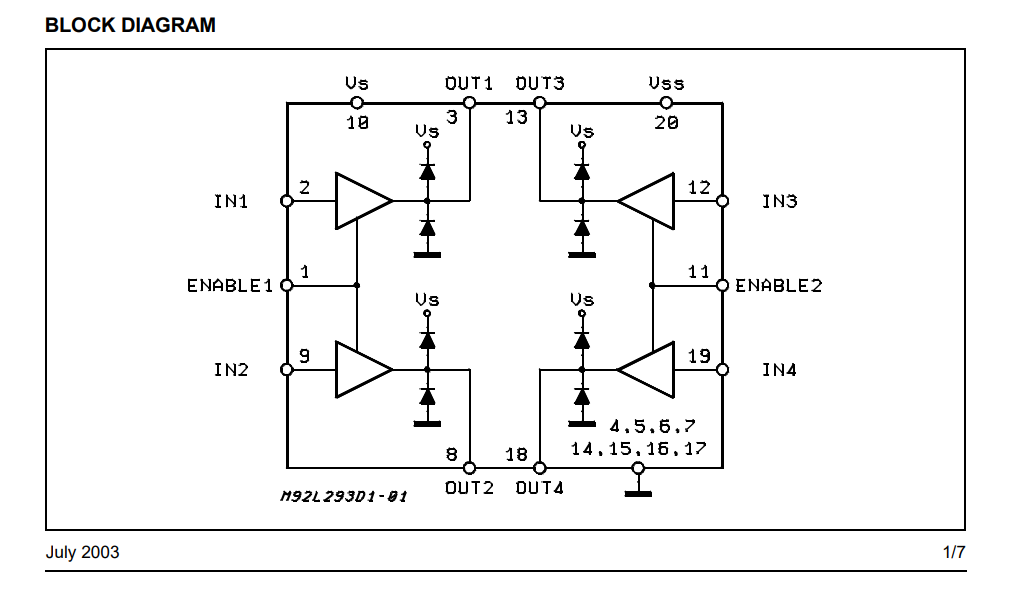 BLOCK DIAGRAM
Vs OUT1 OUT3 Vss
10 3 13 20
Vs Vs
IN1 2 12 IN3
ENABLE1 1 11 ENABLE2
Vs Vs
IN2 9 19 IN4
4,5,6,7
8 18 14,15,16,17
M92L293D1-01 OUT2 OUT4
July 2003 1/7